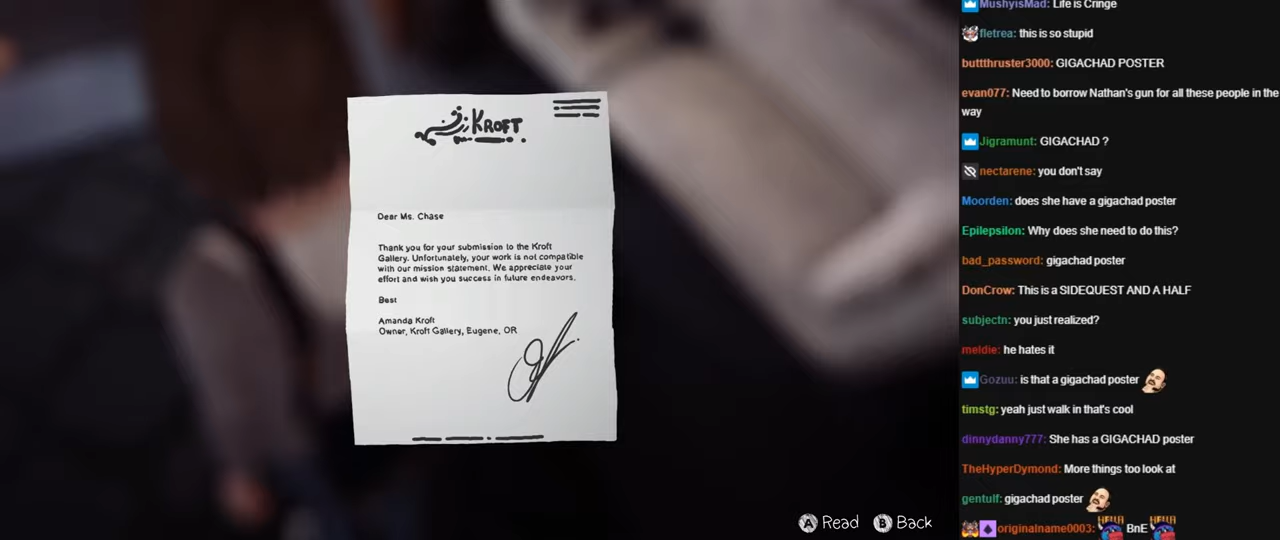 KROFT
Dear Ms. Chase
Thank you for your submission to the Kroft
Gallery. Unfortunately, your work is not compatible
with our mission statement. We appreciate your
effort and wish you success in future endeavors.
Best
Amanda Kroft
Owner, Kroft Gallery, Eugene, OR
A Read B Back
MushyisMad: Life is Cringe
fletrea: this is so stupid
buttthruster3000: GIGACHAD POSTER
evan077: Need to borrow Nathan's gun for all these people in the
way
Jigramunt: GIGACHAD ?
nectarene: you don't say
Moorden: does she have a gigachad poster
Epilepsilon: Why does she need to do this?
bad_password: gigachad poster
DonCrow: This is a SIDEQUEST AND A HALF
subjectn: you just realized?
meldie: he hates it
Gozuu: is that a gigachad poster
timstg: yeah just walk in that's cool
dinnydanny777: She has a GIGACHAD poster
TheHyperDymond: More things too look at
gentulf: gigachad poster
originalname0003: HELLA BnE HELLA